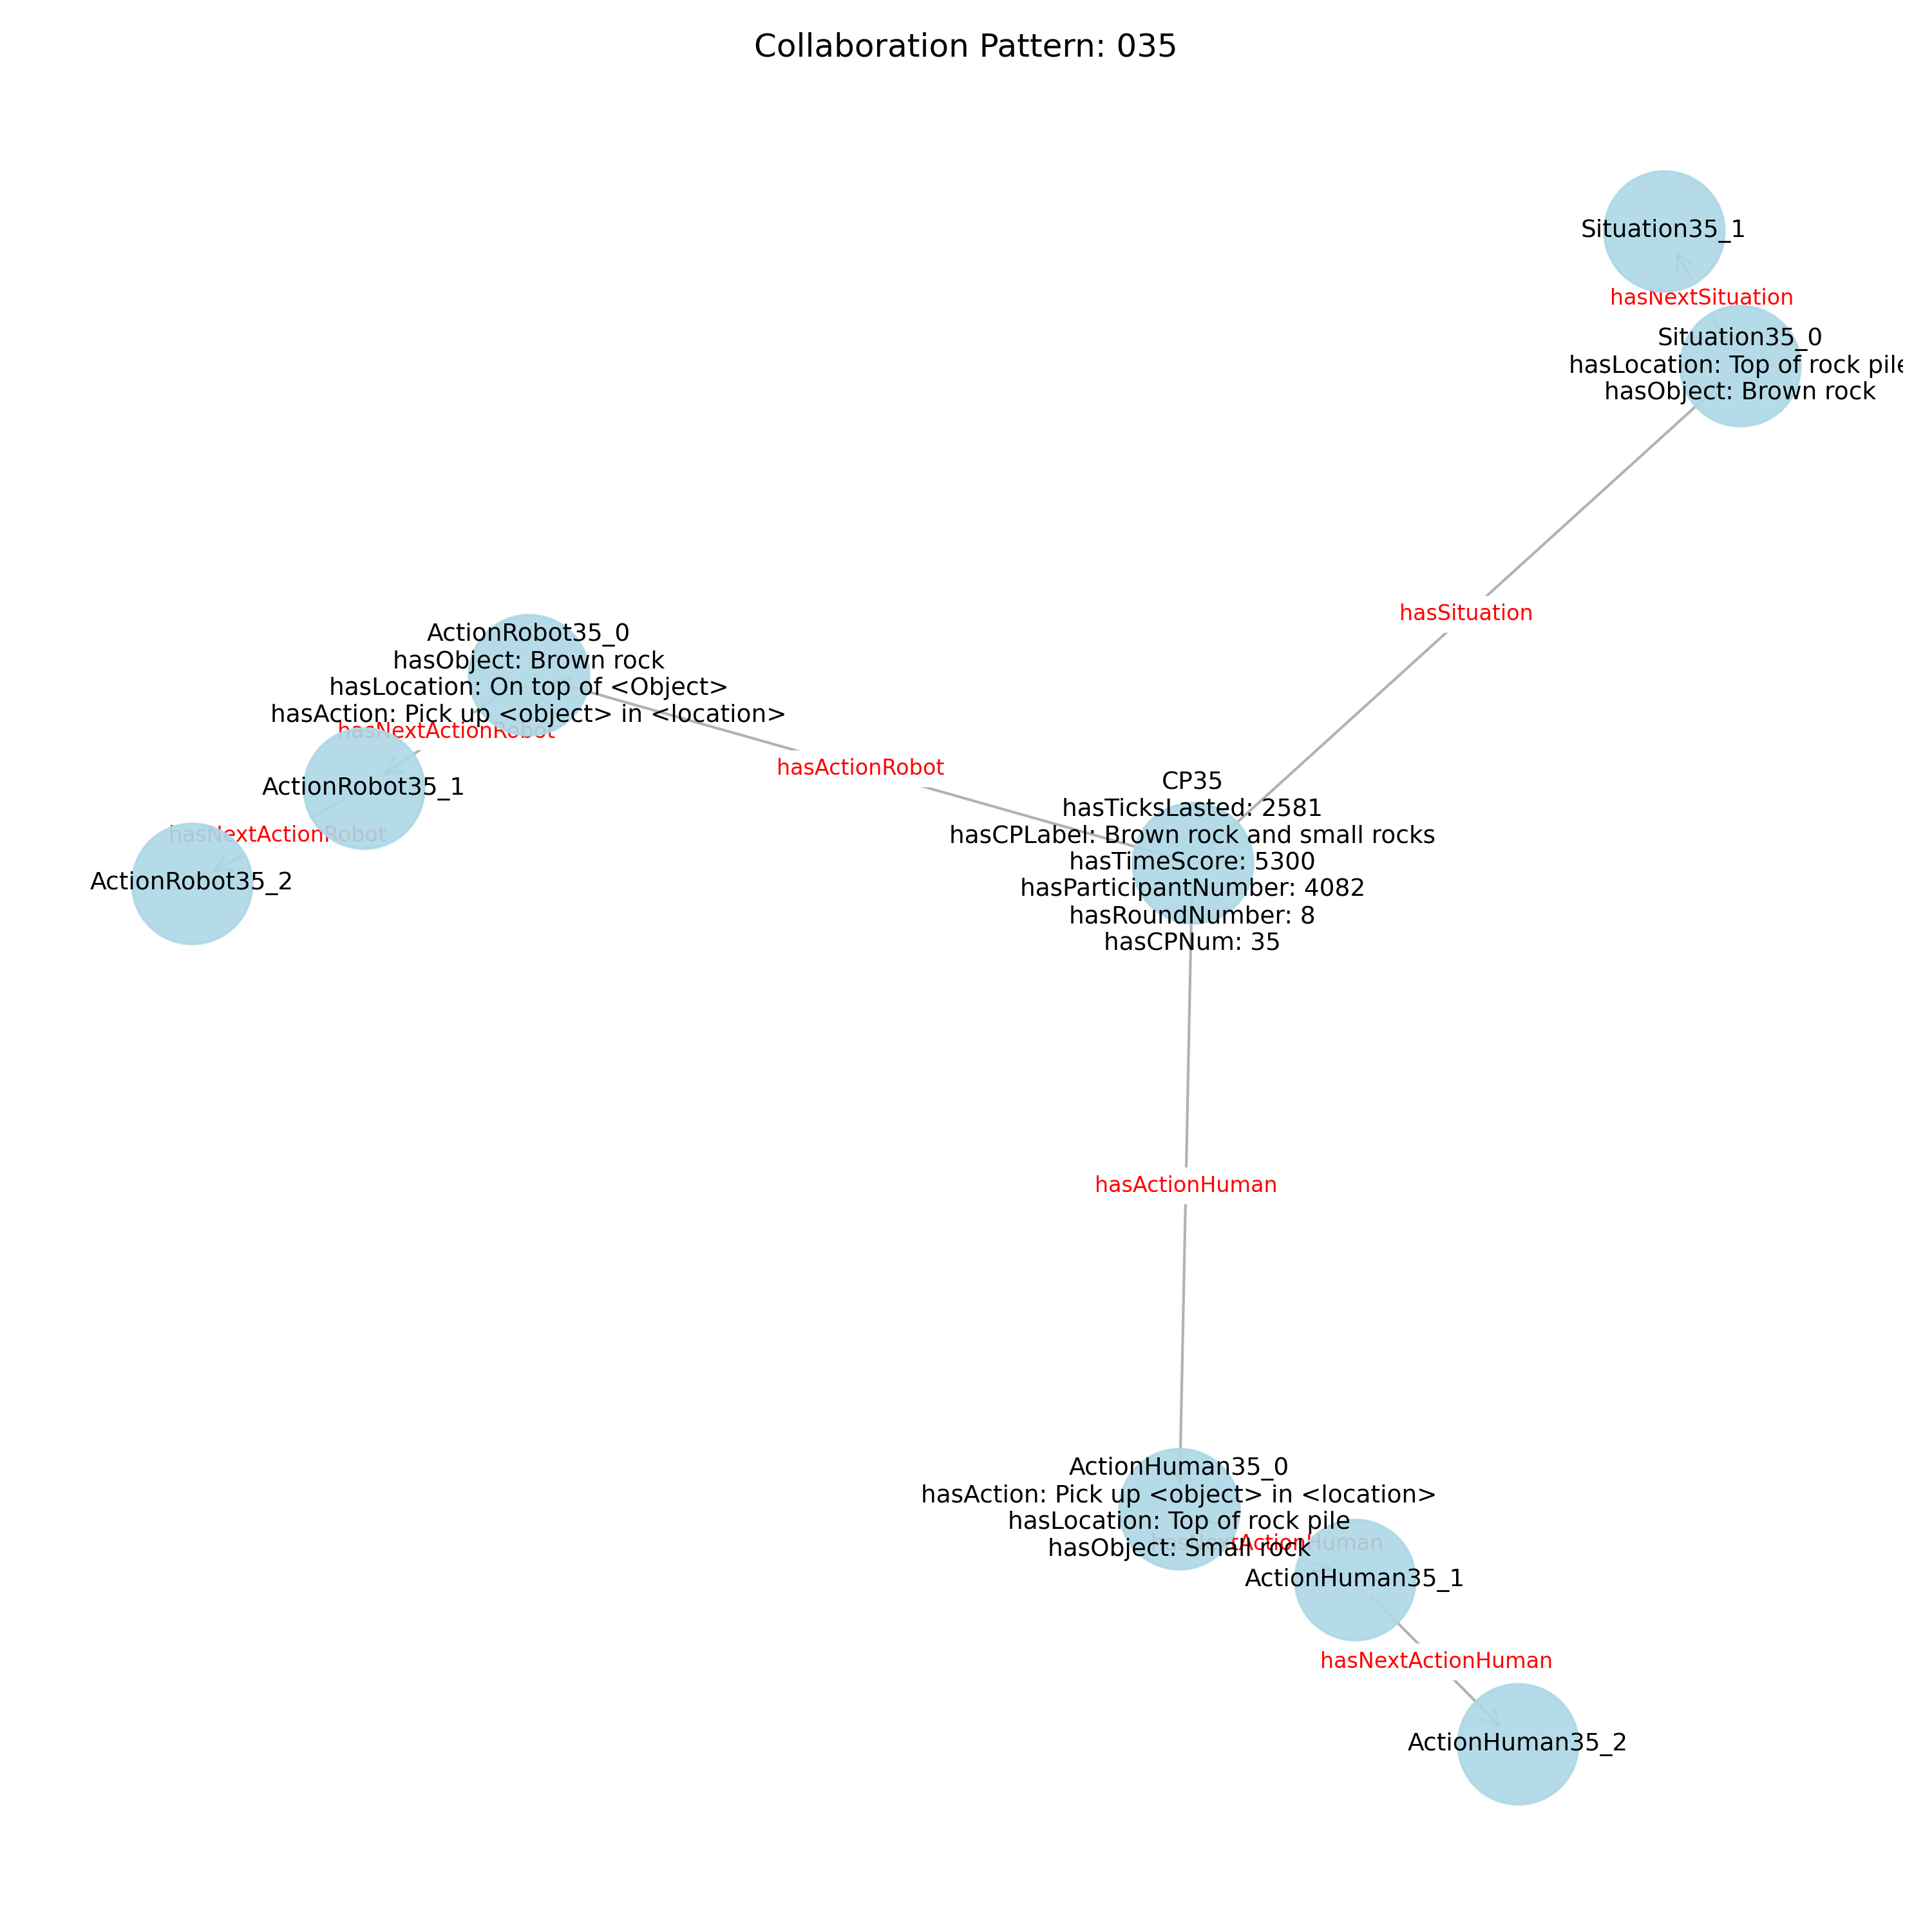 Collaboration Pattern: 035
Situation35_1
hasNextSituation
Situation35_0
hasLocation: Top of rock pile
hasObject: Brown rock
hasSituation
ActionRobot35_0
hasObject: Brown rock
hasLocation: On top of <Object>
hasAction: Pick up <object> in <location>
hasNextActionRobot
hasActionRobot
ActionRobot35_1
hasNextActionRobot
ActionRobot35_2
CP35
hasTicksLasted: 2581
hasCPLabel: Brown rock and small rocks
hasTimeScore: 5300
hasParticipantNumber: 4082
hasRoundNumber: 8
hasCPNum: 35
hasActionHuman
ActionHuman35_0
hasAction: Pick up <object> in <location>
hasLocation: Top of rock pile
hasObject: Small rock
hasNextActionHuman
ActionHuman35_1
hasNextActionHuman
ActionHuman35_2